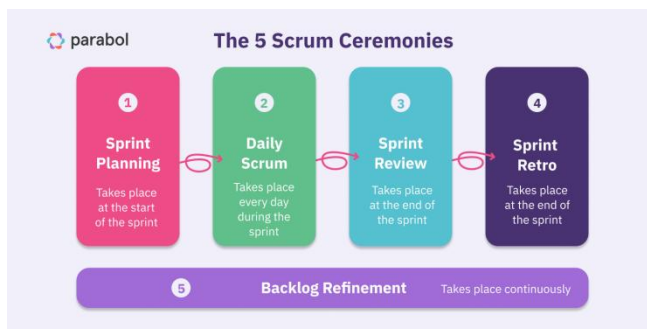 parabol
The 5 Scrum Ceremonies
1
Sprint
Planning
Takes place
at the start
of the sprint
2
Daily
Scrum
Takes place
every day
during the
sprint
3
Sprint
Review
Takes place
at the end of
the sprint
4
Sprint
Retro
Takes place
at the end of
the sprint
5
Backlog Refinement
Takes place continuously